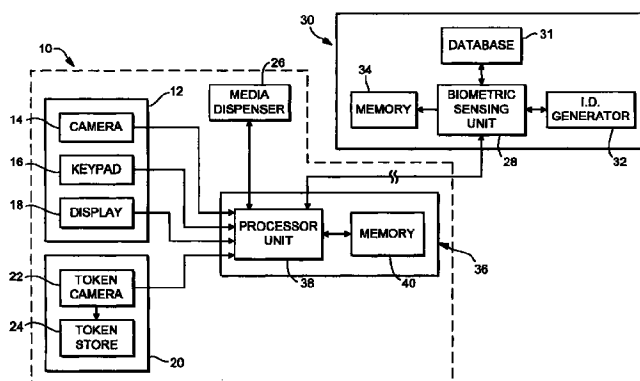 10
12
14
CAMERA
16
KEYPAD
18
DISPLAY
22
TOKEN
CAMERA
24
TOKEN
STORE
20
26
MEDIA
DISPENSER
PROCESSOR
UNIT
38
MEMORY
40
36
30
DATABASE
31
34
MEMORY
BIOMETRIC
SENSING
UNIT
28
I.D.
GENERATOR
32